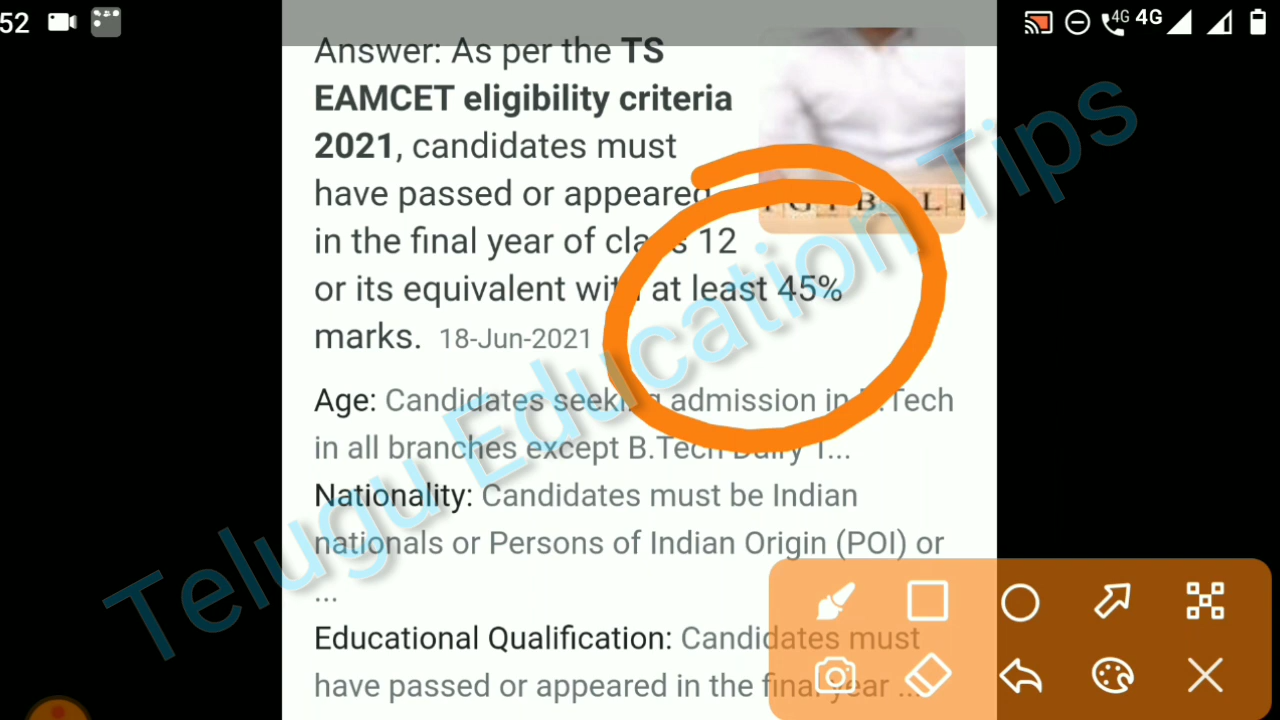 52
4G 4G
Answer: As per the TS
EAMCET eligibility criteria
2021, candidates must
have passed or appeared
in the final year of class 12
or its equivalent with at least 45%
marks. 18-Jun-2021
Age: Candidates seeking admission in B.Tech
in all branches except B.Tech Dairy T...
Nationality: Candidates must be Indian
nationals or Persons of Indian Origin (POI) or
...
Educational Qualification: Candidates must
have passed or appeared in the final year ...
Telugu Education Tips